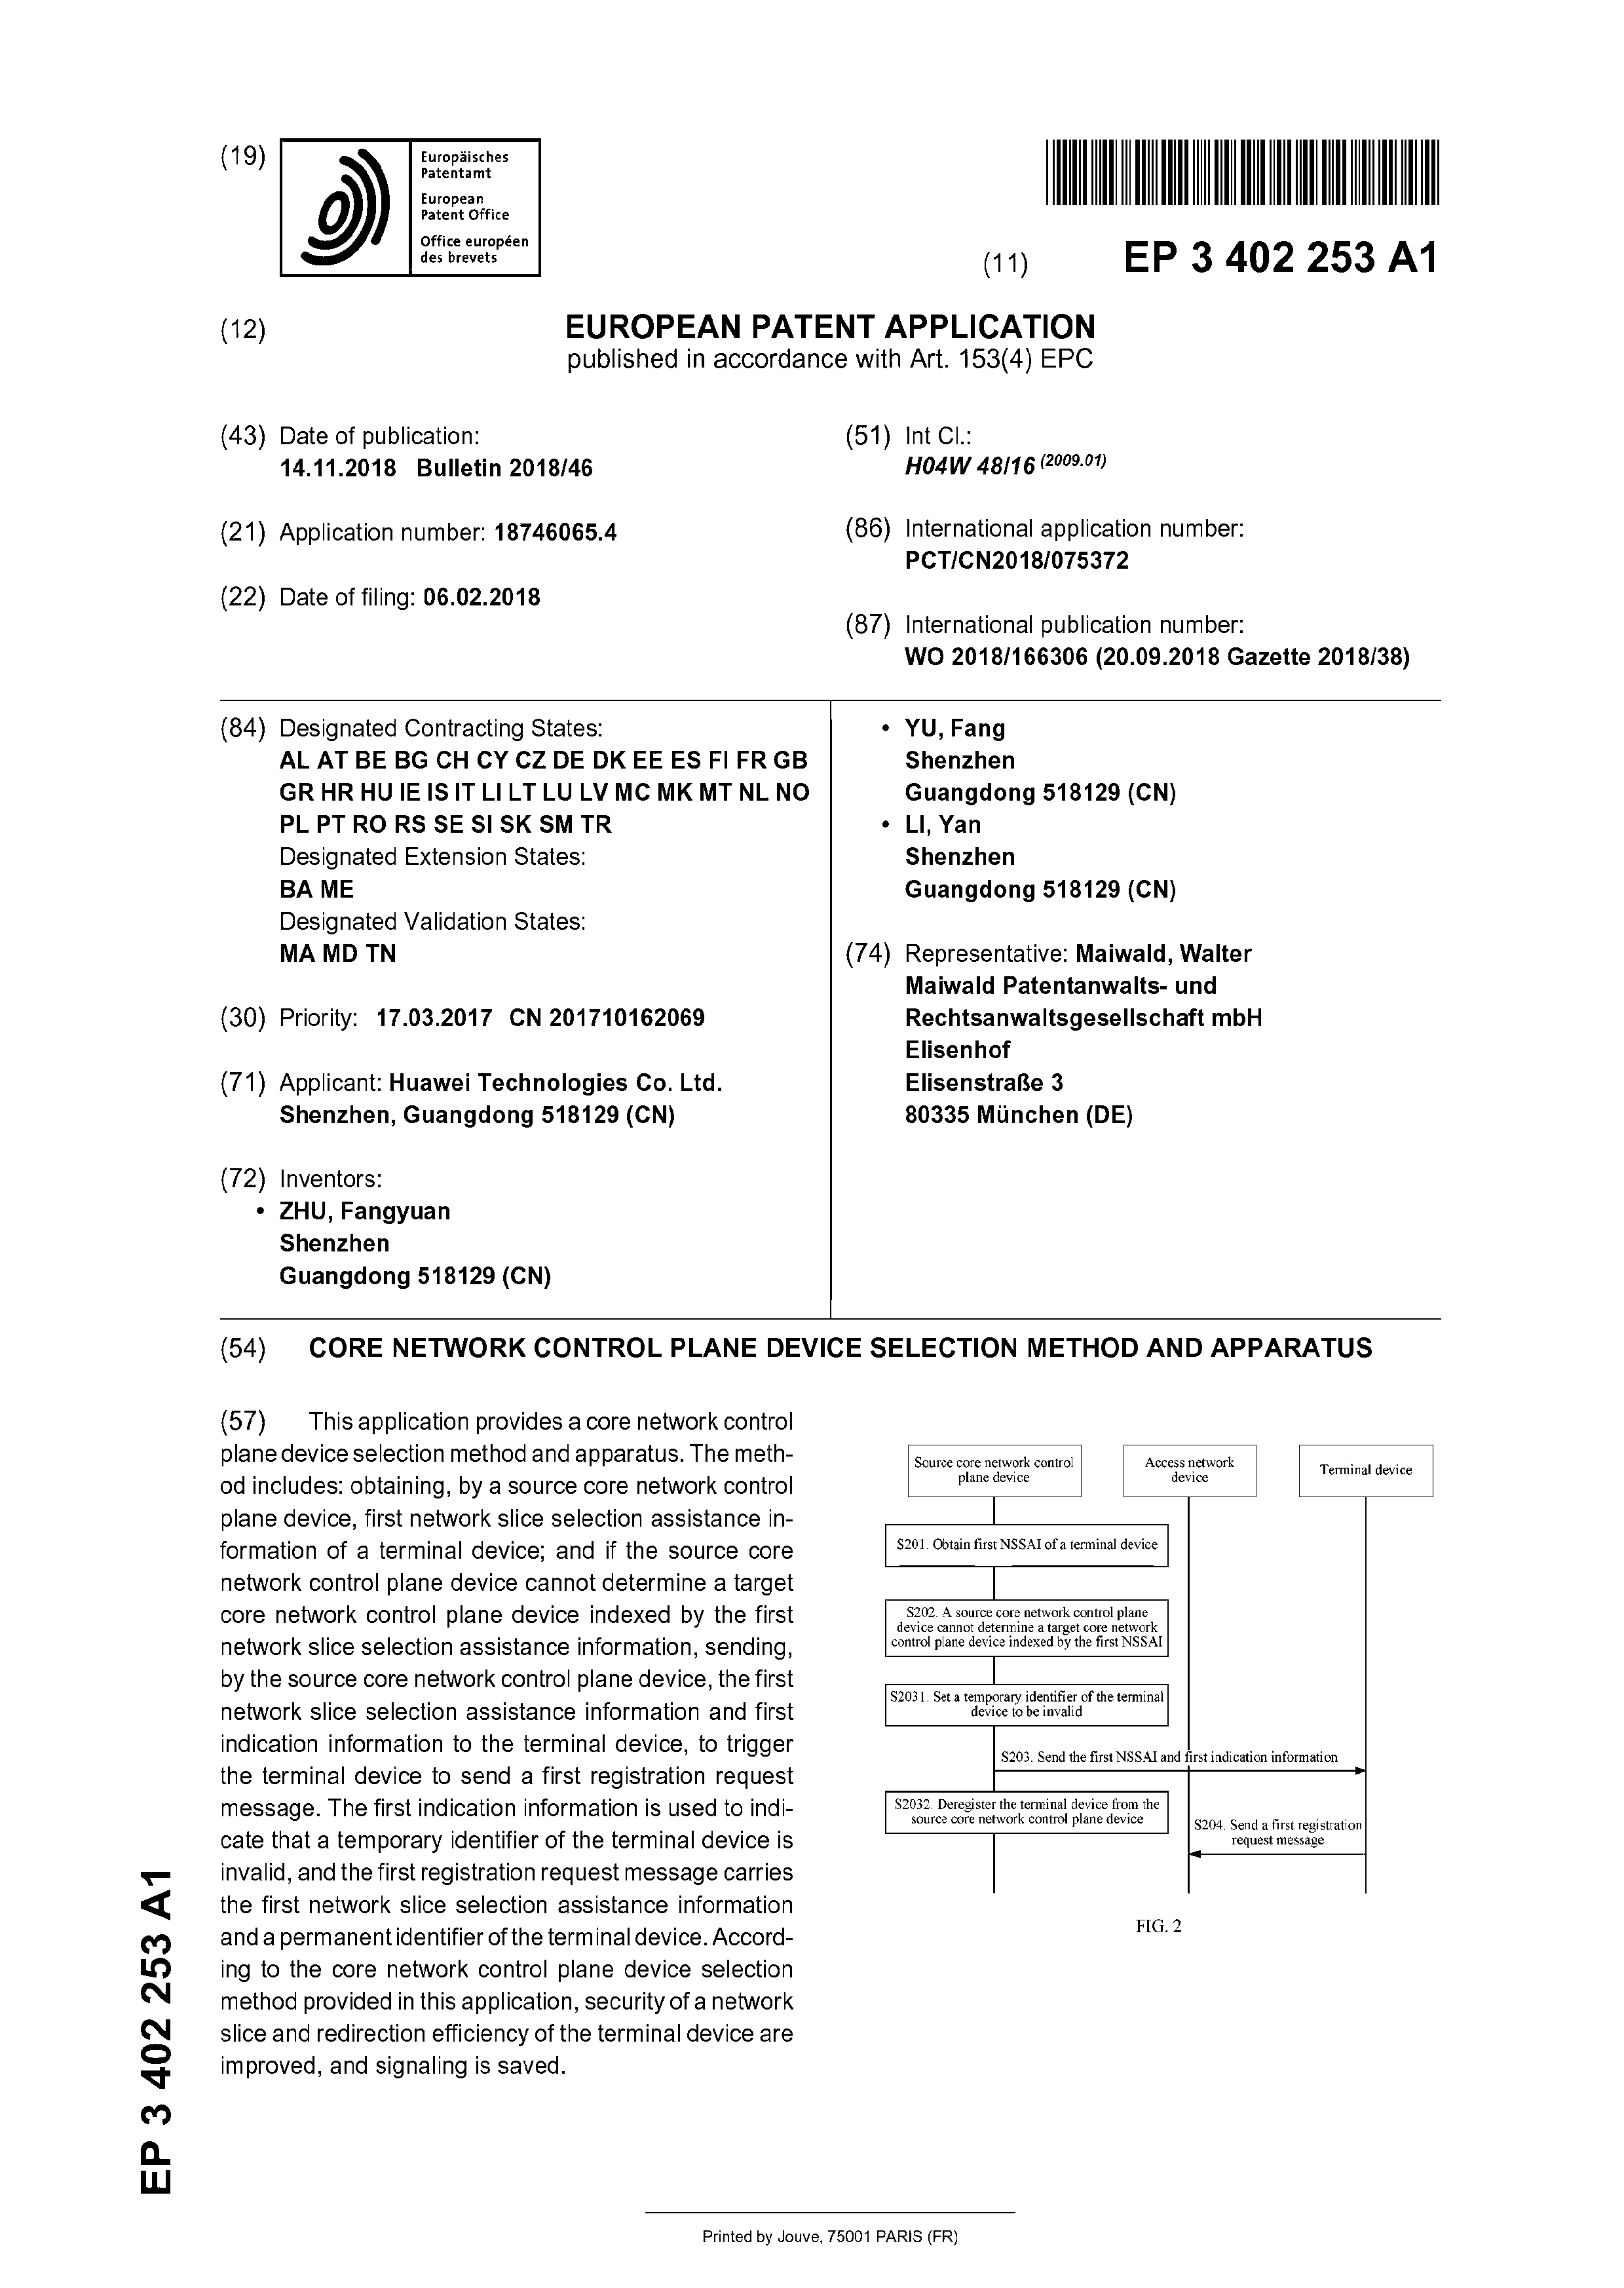 (19)
Europäisches
Patentamt
European
Patent Office
Office européen
des brevets
(11) EP 3 402 253 A1
(12) EUROPEAN PATENT APPLICATION
published in accordance with Art. 153(4) EPC
(43) Date of publication:
14.11.2018 Bulletin 2018/46
(21) Application number: 18746065.4
(22) Date of filing: 06.02.2018
(51) Int Cl.:
H04W 48/16 (2009.01)
(86) International application number:
PCT/CN2018/075372
(87) International publication number:
WO 2018/166306 (20.09.2018 Gazette 2018/38)
(84) Designated Contracting States:
AL AT BE BG CH CY CZ DE DK EE ES FI FR GB
GR HR HU IE IS IT LI LT LU LV MC MK MT NL NO
PL PT RO RS SE SI SK SM TR
Designated Extension States:
BA ME
Designated Validation States:
MA MD TN
(30) Priority: 17.03.2017 CN 201710162069
(71) Applicant: Huawei Technologies Co. Ltd.
Shenzhen, Guangdong 518129 (CN)
(72) Inventors:
• ZHU, Fangyuan
Shenzhen
Guangdong 518129 (CN)
• YU, Fang
Shenzhen
Guangdong 518129 (CN)
• LI, Yan
Shenzhen
Guangdong 518129 (CN)
(74) Representative: Maiwald, Walter
Maiwald Patentanwalts- und
Rechtsanwaltsgesellschaft mbH
Elisenhof
Elisenstraße 3
80335 München (DE)
(54) CORE NETWORK CONTROL PLANE DEVICE SELECTION METHOD AND APPARATUS
(57) This application provides a core network control
plane device selection method and apparatus. The meth-
od includes: obtaining, by a source core network control
plane device, first network slice selection assistance in-
formation of a terminal device; and if the source core
network control plane device cannot determine a target
core network control plane device indexed by the first
network slice selection assistance information, sending,
by the source core network control plane device, the first
network slice selection assistance information and first
indication information to the terminal device, to trigger
the terminal device to send a first registration request
message. The first indication information is used to indi-
cate that a temporary identifier of the terminal device is
invalid, and the first registration request message carries
the first network slice selection assistance information
and a permanent identifier of the terminal device. Accord-
ing to the core network control plane device selection
method provided in this application, security of a network
slice and redirection efficiency of the terminal device are
improved, and signaling is saved.
Source core network control
plane device
Access network
device
Terminal device
S201. Obtain first NSSAI of a terminal device
S202. A source core network control plane
device cannot determine a target core network
control plane device indexed by the first NSSAI
S2031. Set a temporary identifier of the terminal
device to be invalid
S203. Send the first NSSAI and first indication information
S2032. Deregister the terminal device from the
source core network control plane device
S204. Send a first registration
request message
FIG. 2
EP 3 402 253 A1
Printed by Jouve, 75001 PARIS (FR)